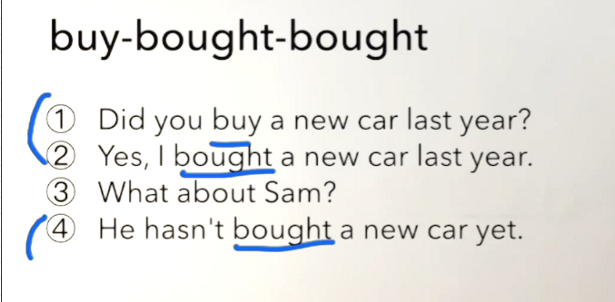 buy-bought-bought
① Did you buy a new car last year?
② Yes, I bought a new car last year.
③ What about Sam?
④ He hasn't bought a new car yet.